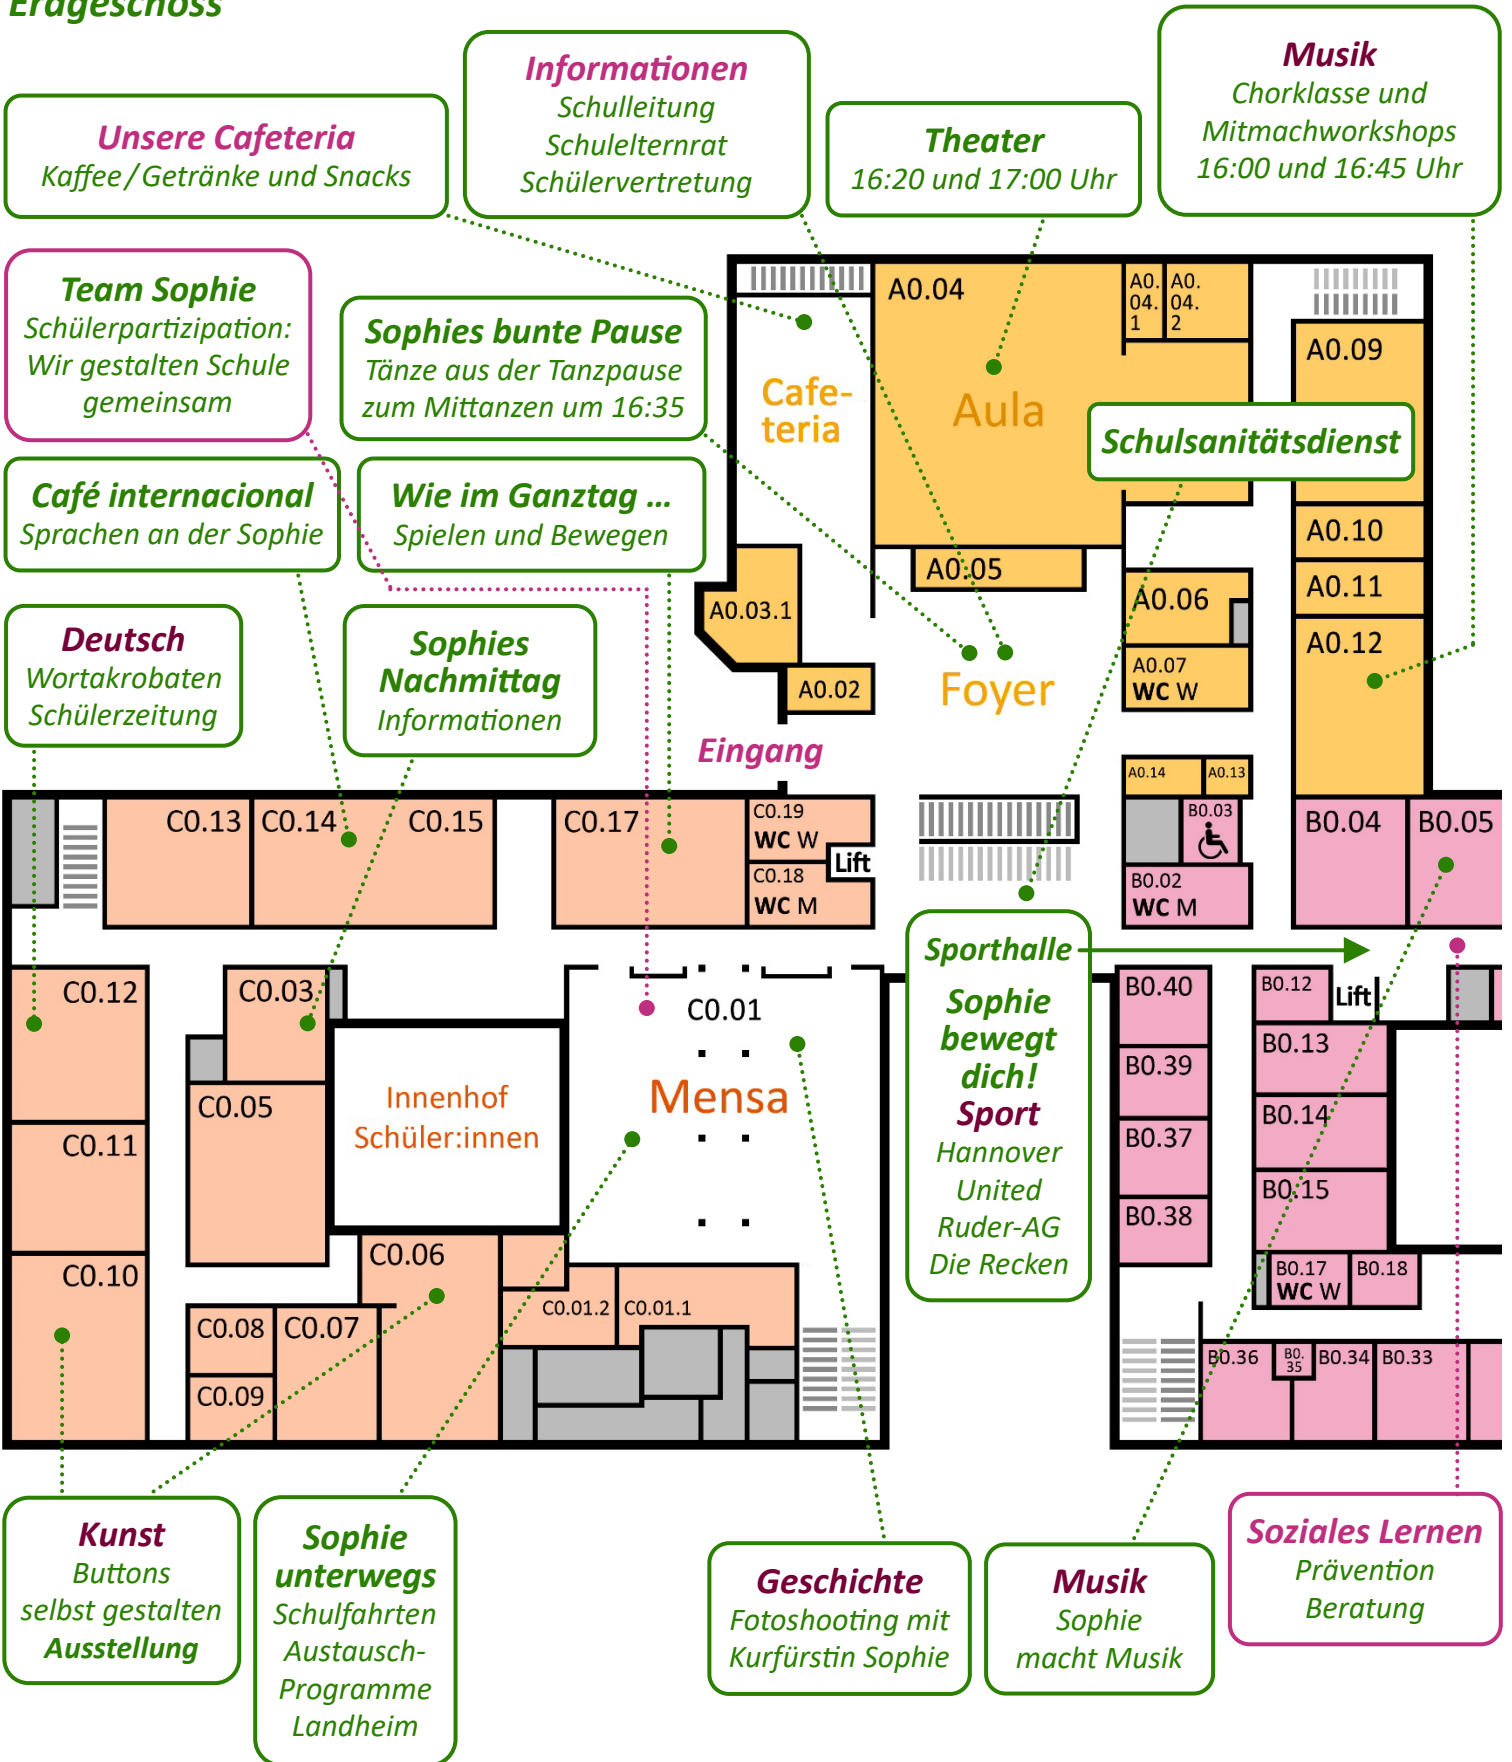 Erdgeschoss
Informationen
Schulleitung
Schulelternrat
Schülervertretung
Musik
Chorklasse und
Mitmachworkshops
16:00 und 16:45 Uhr
Unsere Cafeteria
Kaffee / Getränke und Snacks
Theater
16:20 und 17:00 Uhr
Team Sophie
Schülerpartizipation:
Wir gestalten Schule
gemeinsam
Sophies bunte Pause
Tänze aus der Tanzpause
zum Mittanzen um 16:35
Café internacional
Sprachen an der Sophie
Wie im Ganztag ...
Spielen und Bewegen
Schulsanitätsdienst
Deutsch
Wortakrobaten
Schülerzeitung
Sophies
Nachmittag
Informationen
A0.04
A0.
04.
1
A0.
04.
2
A0.09
Cafe-
teria
Aula
A0.10
A0.05
A0.11
A0.03.1
A0.06
A0.12
A0.07
WC W
A0.02
Foyer
Eingang
A0.14
A0.13
C0.13
C0.14
C0.15
C0.17
C0.19
WC W
Lift
C0.18
WC M
B0.03
B0.04
B0.05
B0.02
WC M
Sporthalle
Sophie
bewegt
dich!
Sport
Hannover
United
Ruder-AG
Die Recken
C0.12
C0.03
C0.01
B0.40
B0.12
Lift
B0.13
B0.39
C0.05
Innenhof
Schüler:innen
Mensa
C0.11
B0.14
B0.37
B0.15
B0.38
C0.10
C0.06
B0.17
WC W
B0.18
C0.01.2
C0.01.1
C0.08
C0.07
C0.09
B0.36
B0.
35
B0.34
B0.33
Kunst
Buttons
selbst gestalten
Ausstellung
Sophie
unterwegs
Schulfahrten
Austausch-
Programme
Landheim
Geschichte
Fotoshooting mit
Kurfürstin Sophie
Musik
Sophie
macht Musik
Soziales Lernen
Prävention
Beratung